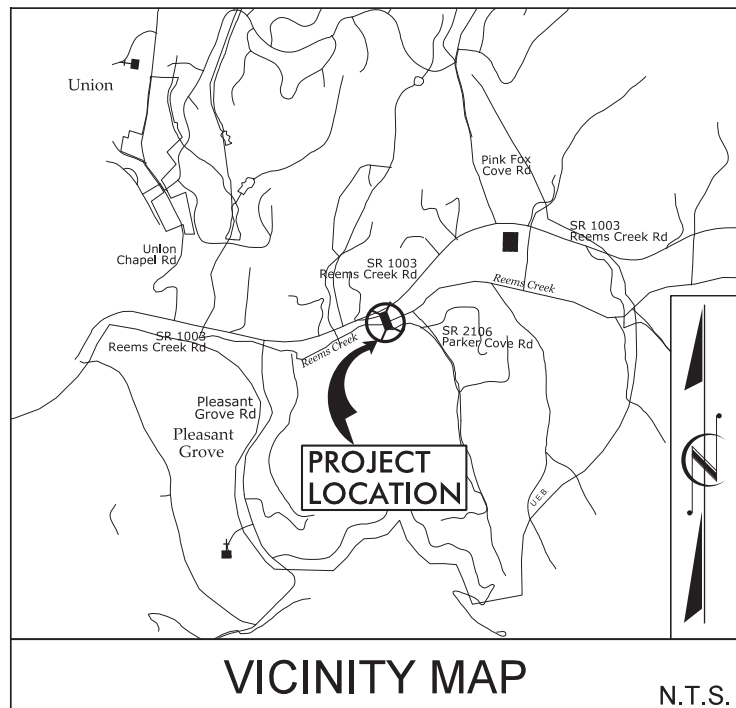 Union
Pink Fox
Cove Rd
SR 1003
Reems Creek Rd
Union
Chapel Rd
SR 1003
Reems Creek Rd
Reems Creek
SR 1003
Reems Creek Rd
Reems Creek
SR 2106
Parker Cove Rd
Pleasant
Grove Rd
Pleasant
Grove
PROJECT
LOCATION
U.E.B.
N
VICINITY MAP
N.T.S.